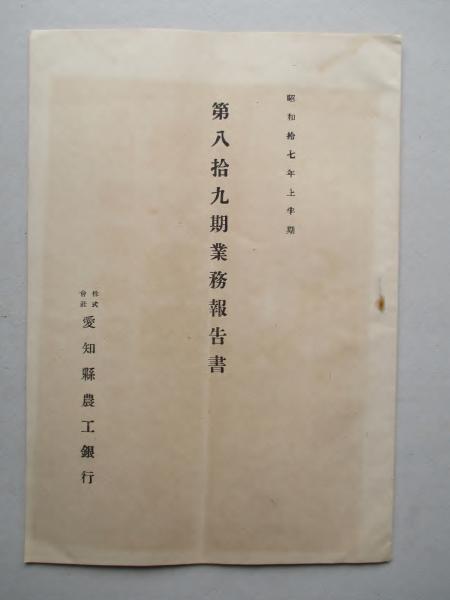 昭和拾七年上半期
第八拾九期業務報告書
株式會社愛知縣農工銀行